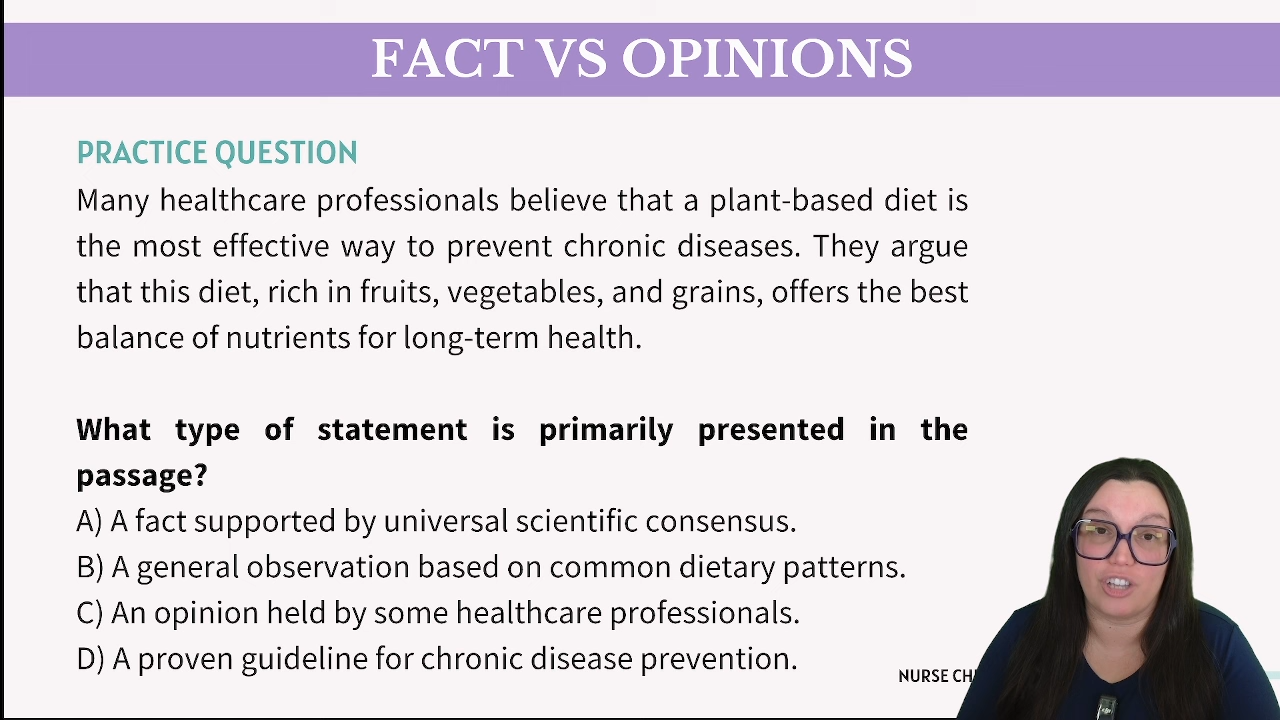 FACT VS OPINIONS
PRACTICE QUESTION
Many healthcare professionals believe that a plant-based diet is
the most effective way to prevent chronic diseases. They argue
that this diet, rich in fruits, vegetables, and grains, offers the best
balance of nutrients for long-term health.
What type of statement is primarily presented in the
passage?
A) A fact supported by universal scientific consensus.
B) A general observation based on common dietary patterns.
C) An opinion held by some healthcare professionals.
D) A proven guideline for chronic disease prevention.
NURSE